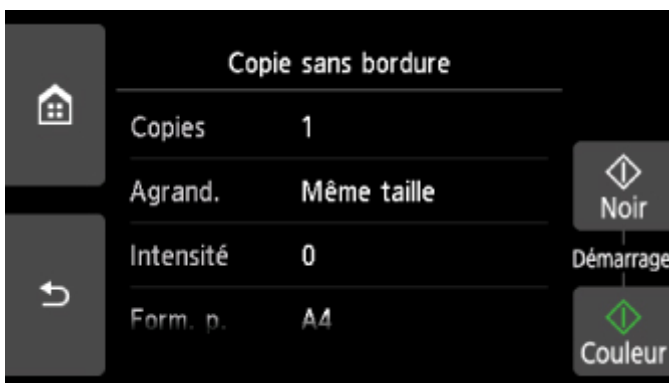 Copie sans bordure
Copies 1
Agrand. Même taille
Intensité 0
Form. p. A4
Noir
Démarrage
Couleur